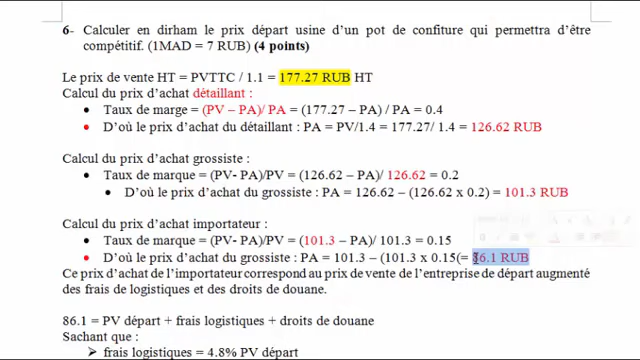 6- Calculer en dirham le prix départ usine d'un pot de confiture qui permettra d'être
compétitif. (1MAD = 7 RUB) (4 points)
Le prix de vente HT = PVTTC / 1.1 = 177.27 RUB HT
Calcul du prix d'achat détaillant :
• Taux de marge = (PV – PA)/ PA = (177.27 – PA) / PA = 0.4
• D'où le prix d'achat du détaillant : PA = PV/1.4 = 177.27/ 1.4 = 126.62 RUB
Calcul du prix d'achat grossiste :
• Taux de marque = (PV- PA)/PV = (126.62 – PA)/ 126.62 = 0.2
• D'où le prix d'achat du grossiste : PA = 126.62 – (126.62 x 0.2) = 101.3 RUB
Calcul du prix d'achat importateur :
• Taux de marque = (PV- PA)/PV = (101.3 – PA)/ 101.3 = 0.15
• D'où le prix d'achat du grossiste : PA = 101.3 – (101.3 x 0.15(= 86.1 RUB
Ce prix d'achat de l'importateur correspond au prix de vente de l'entreprise de départ augmenté
des frais de logistiques et des droits de douane.
86.1 = PV départ + frais logistiques + droits de douane
Sachant que :
➢ frais logistiques = 4.8% PV départ